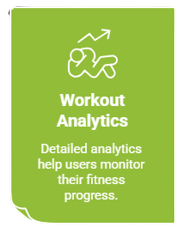 Workout
Analytics
Detailed analytics
help users monitor
their fitness
progress.